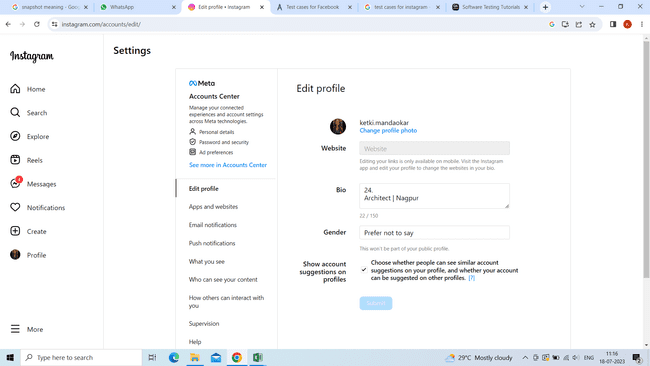 snapshot meaning - Goo
WhatsApp
Edit profile • Instagram
Test cases for Facebook
test cases for instagram -
Software Testing Tutorials
instagram.com/accounts/edit/
K
Instagram
Home
Search
Explore
Reels
Messages
Notifications
Create
Profile
More
Settings
Meta
Accounts Center
Manage your connected
experiences and account settings
across Meta technologies.
Personal details
Password and security
Ad preferences
See more in Accounts Center
Edit profile
Apps and websites
Email notifications
Push notifications
What you see
Who can see your content
How others can interact with
you
Supervision
Help
Edit profile
ketki.mandaokar
Change profile photo
Website
Website
Editing your links is only available on mobile. Visit the Instagram
app and edit your profile to change the websites in your bio.
Bio
24.
Architect | Nagpur
22 / 150
Gender
Prefer not to say
This won't be part of your public profile.
Show account
suggestions on
profiles
Choose whether people can see similar account
suggestions on your profile, and whether your account
can be suggested on other profiles. [?]
Submit
Type here to search
29°C Mostly cloudy
ENG
11:16
18-07-2023
2